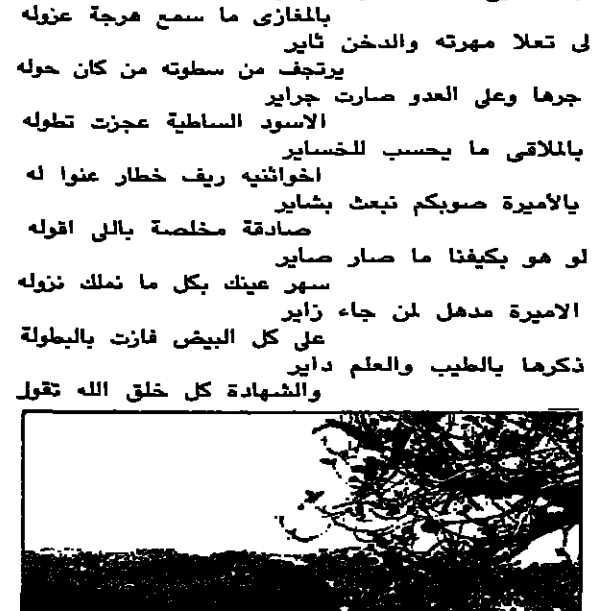 بالمغازى ما سمع هرجة عزوله
لى تعلا مهرته والدخن ثاير
يرتجف من سطوته من كان حوله
جرها وعلى العدو صارت جراير
الاسود الساطية عجزت تطوله
بالملاقى ما يحسب للخساير
اخواثنيه ريف خطار عنوا له
يالأميرة صوبكم نبعث بشاير
صادقة مخلصة باللى اقوله
لو هو بكيفنا ما صار صاير
سهر عينك بكل ما نملك نزوله
الاميرة مدهل لمن جاء زاير
على كل البيض فازت بالبطولة
ذكرها بالطيب والعلم داير
والشهادة كل خلق الله تقول